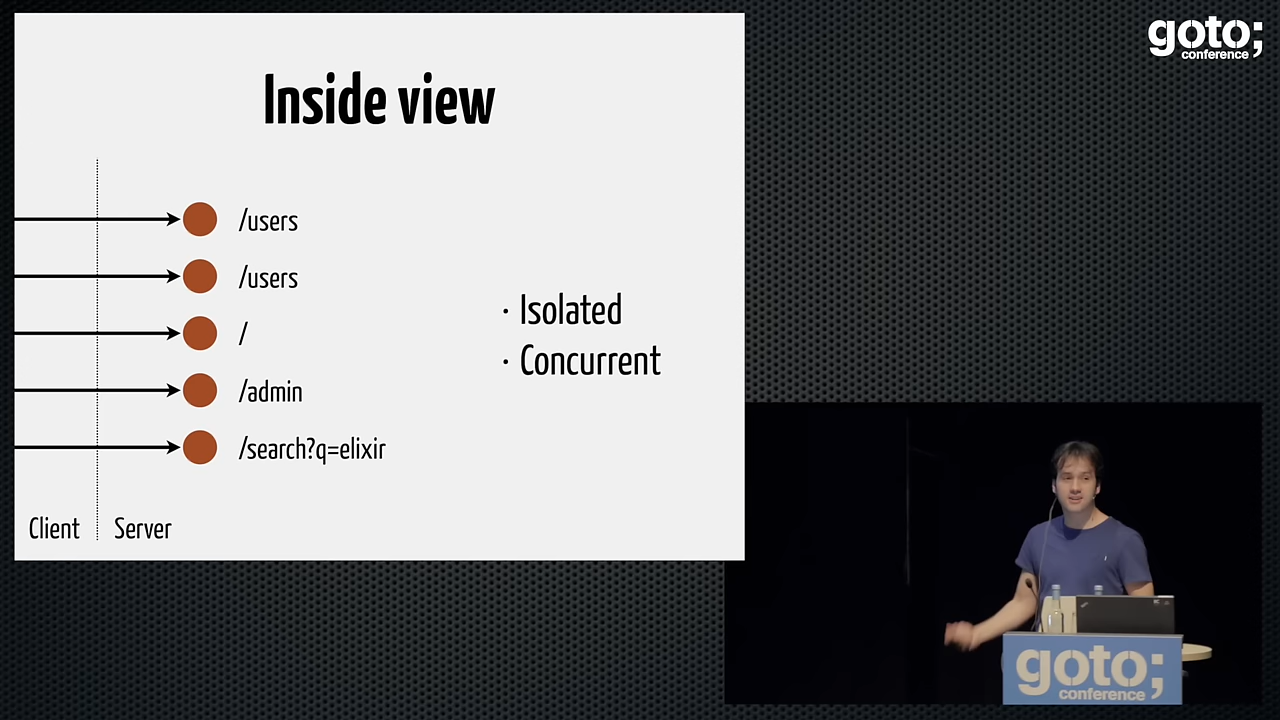 Inside view
/users
/users
/
/admin
/search?q=elixir
· Isolated
· Concurrent
Client
Server
goto;
conference
goto;
conference